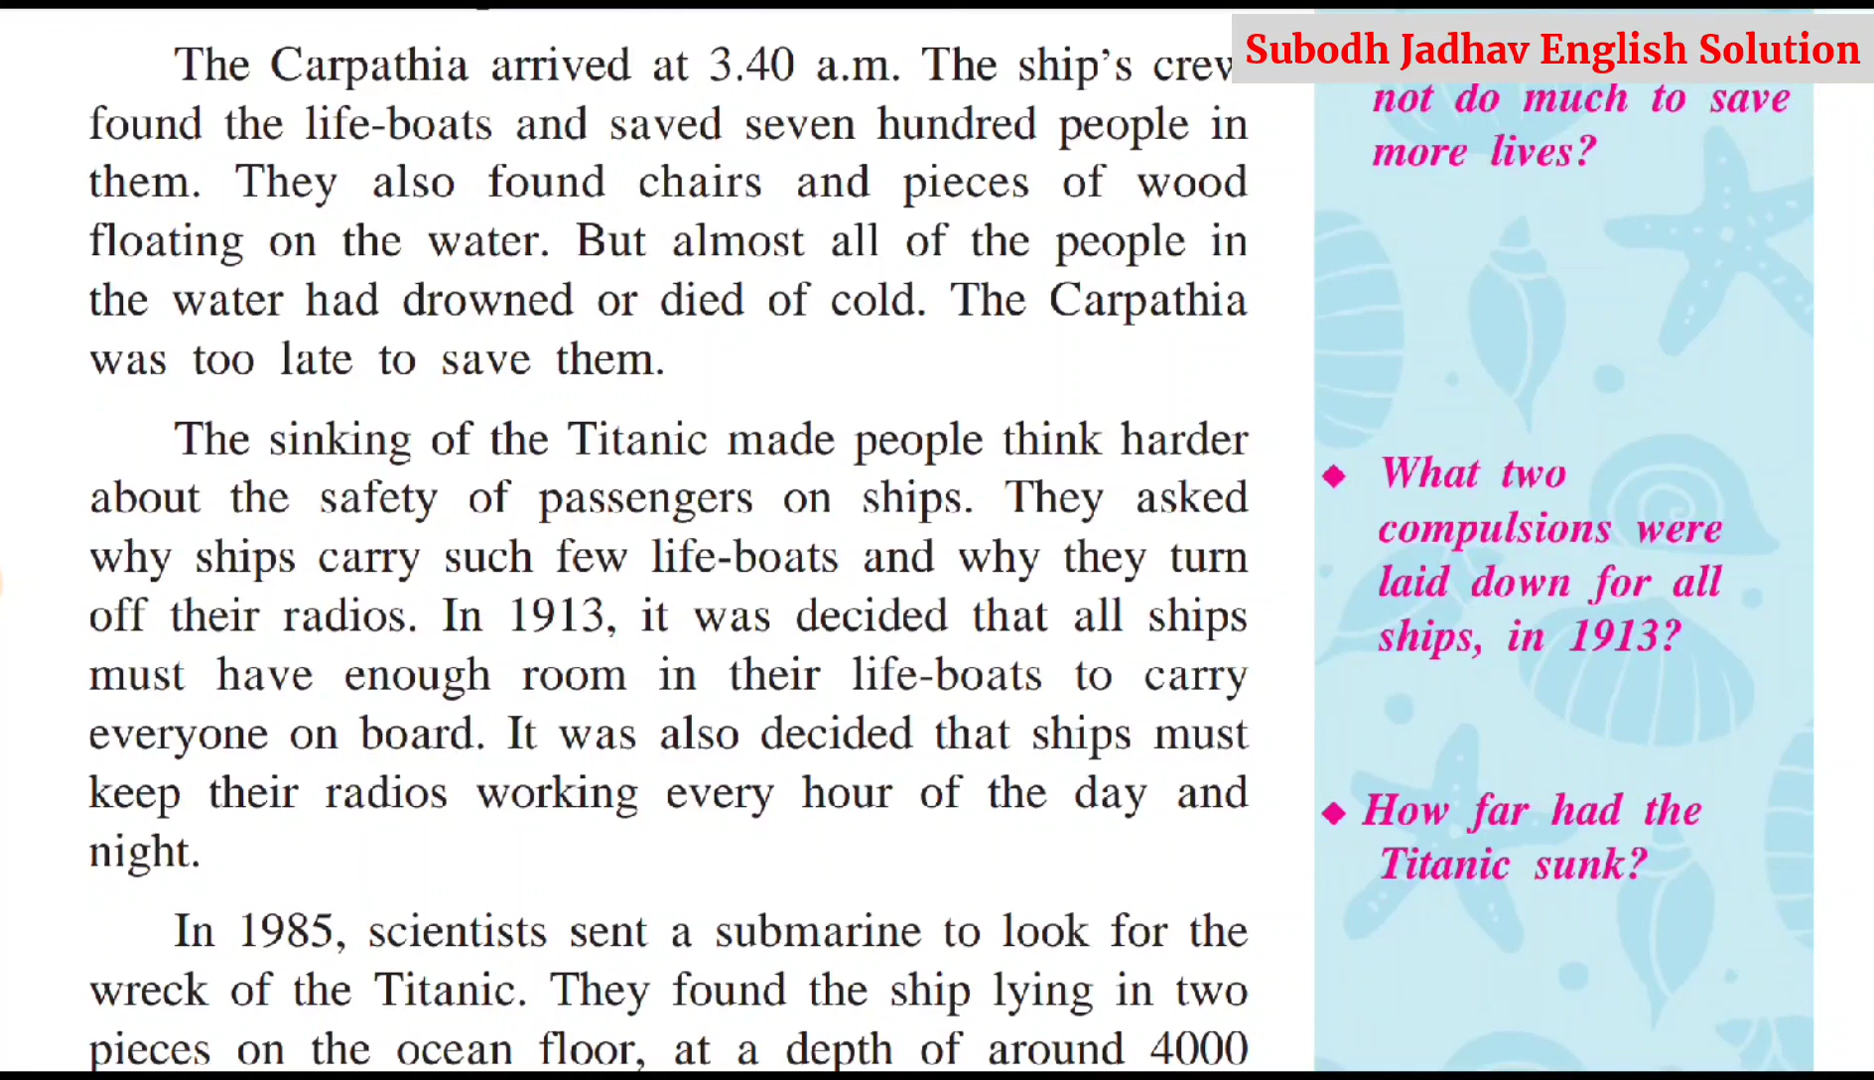 The Carpathia arrived at 3.40 a.m. The ship's crew
found the life-boats and saved seven hundred people in
them. They also found chairs and pieces of wood
floating on the water. But almost all of the people in
the water had drowned or died of cold. The Carpathia
was too late to save them.
The sinking of the Titanic made people think harder
about the safety of passengers on ships. They asked
why ships carry such few life-boats and why they turn
off their radios. In 1913, it was decided that all ships
must have enough room in their life-boats to carry
everyone on board. It was also decided that ships must
keep their radios working every hour of the day and
night.
In 1985, scientists sent a submarine to look for the
wreck of the Titanic. They found the ship lying in two
pieces on the ocean floor, at a depth of around 4000
Subodh Jadhav English Solution
not do much to save
more lives?
◆ What two
compulsions were
laid down for all
ships, in 1913?
◆ How far had the
Titanic sunk?